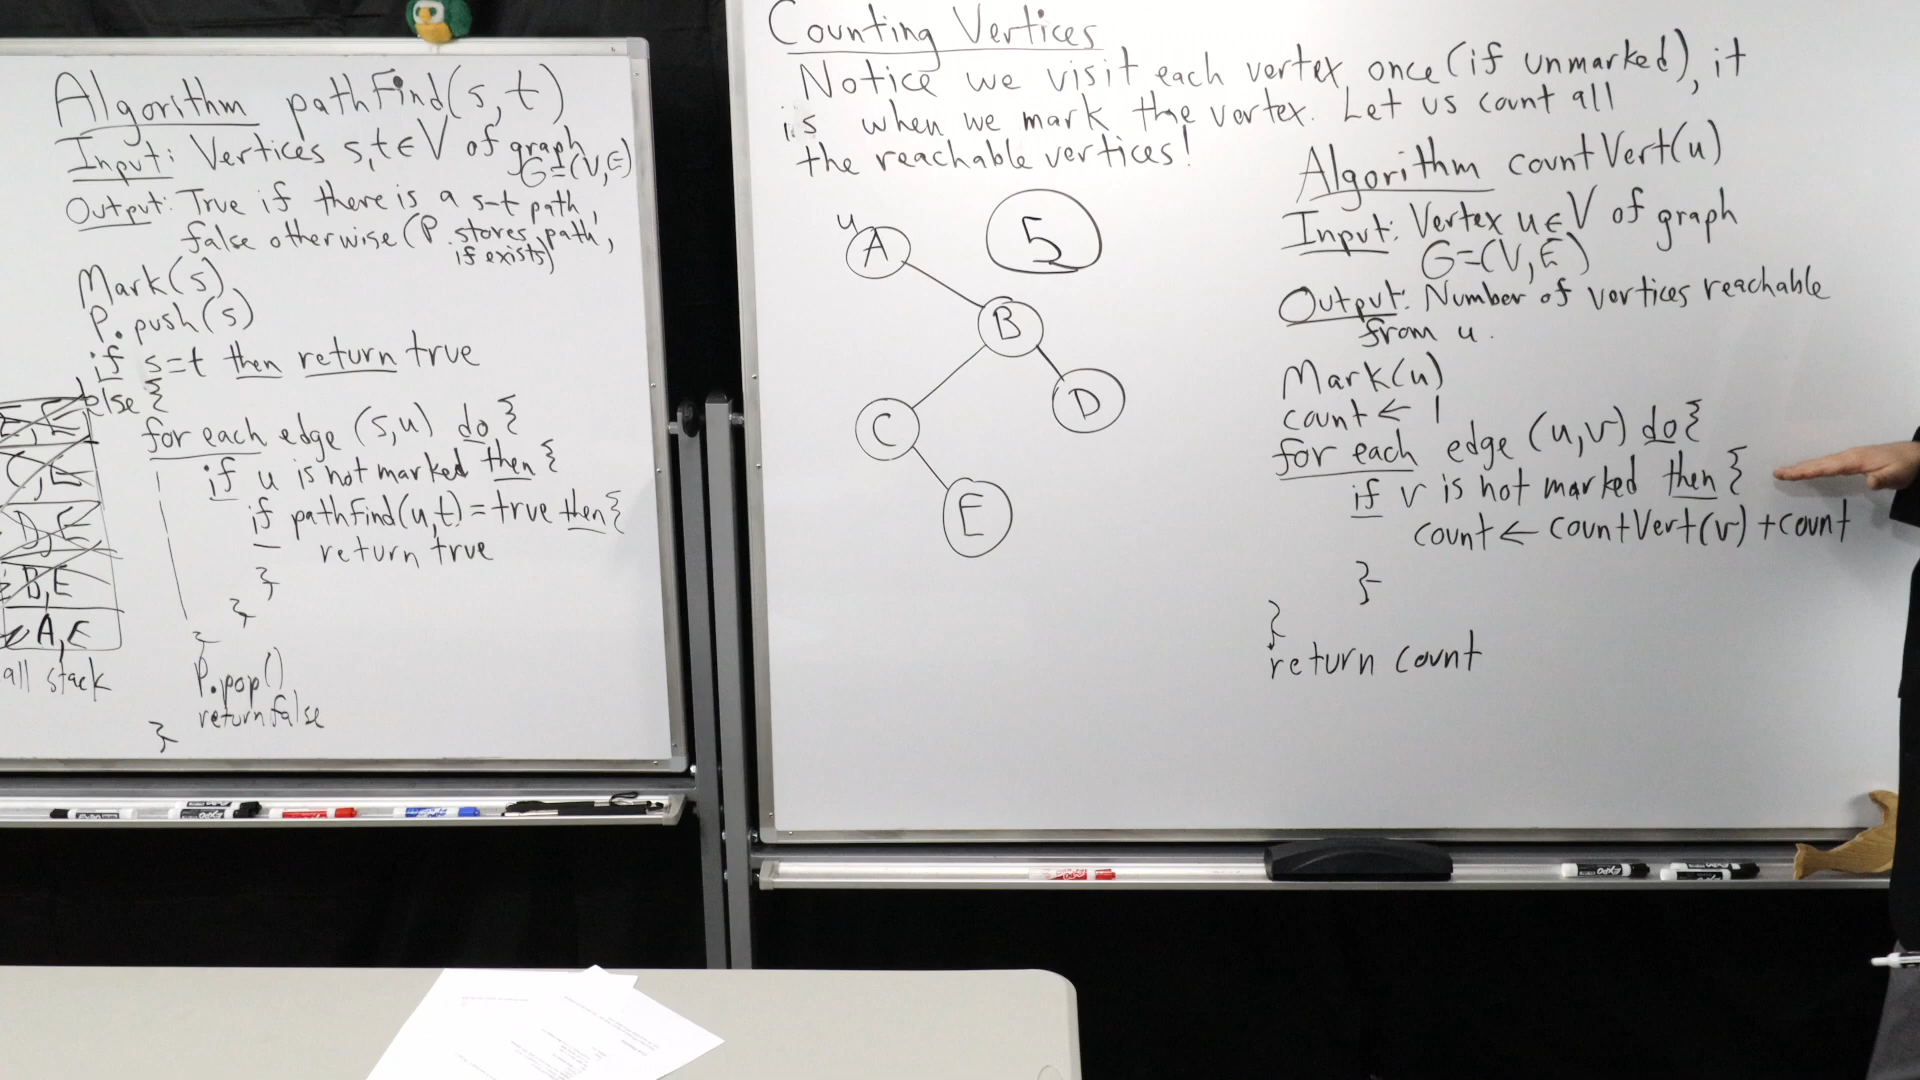 Algorithm pathFind(s,t)
Input: Vertices s,t∈V of graph
G=(V,E)
Output: True if there is a s-t path,
false otherwise (P stores path,
if exists)
Mark(s)
P.push(s)
if s=t then return true
else {
for each edge (s,u) do {
if u is not marked then {
if pathfind(u,t)=true then {
return true
}
}
}
P.pop()
return false
}
C,E
D,E
B,E
A,E
all stack
Counting Vertices
Notice we visit each vertex once (if unmarked), it
is when we mark the vertex. Let us count all
the reachable vertices!
u
A
5
B
C
D
E
Algorithm countVert(u)
Input: Vertex u∈V of graph
G=(V,E)
Output: Number of vertices reachable
from u.
Mark(u)
count ← 1
for each edge (u,v) do {
if v is not marked then {
count ← countVert(v) + count
}
}
return count